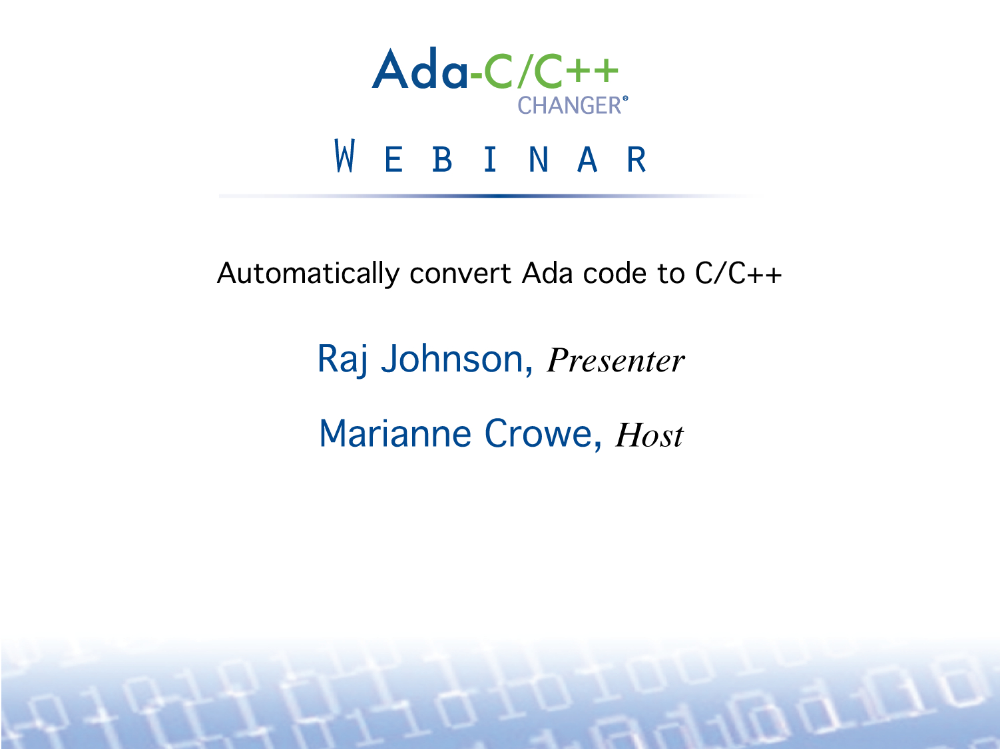 Ada-C/C++
CHANGER®
WEBINAR
Automatically convert Ada code to C/C++
Raj Johnson, Presenter
Marianne Crowe, Host